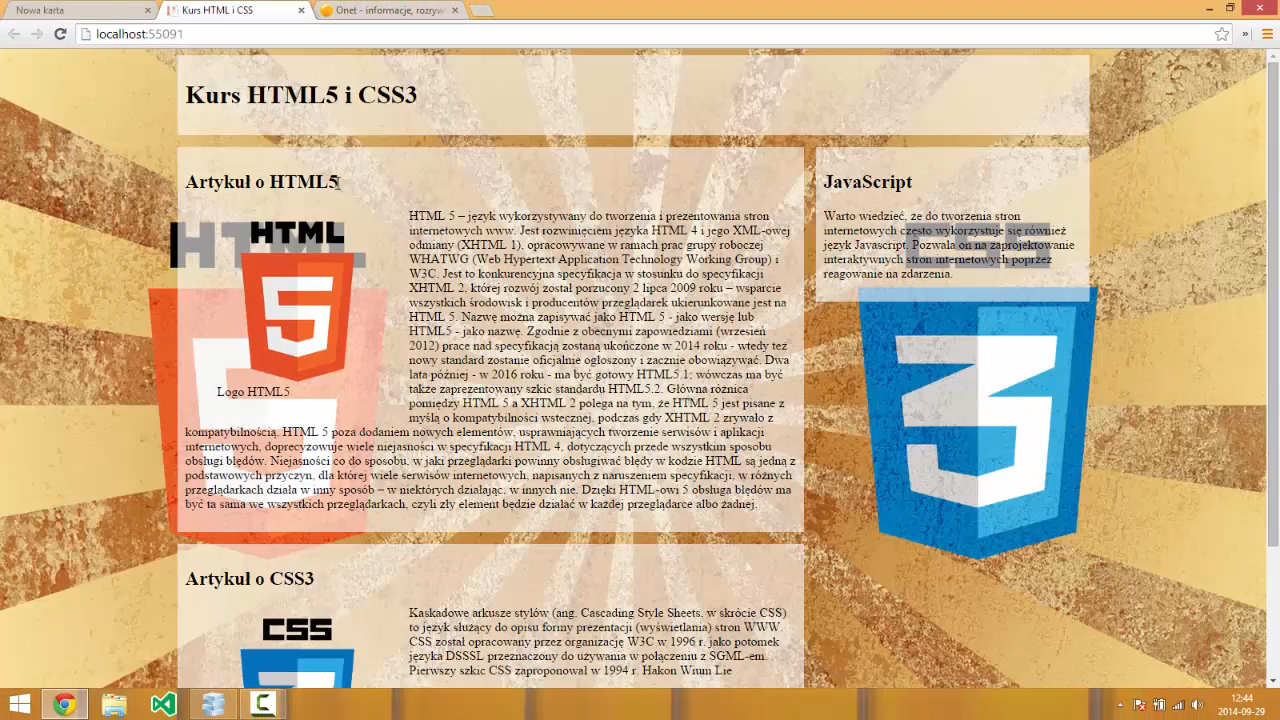 Nowa karta
Kurs HTML i CSS
Onet - informacje, rozryw
localhost:55091
Kurs HTML5 i CSS3
Artykuł o HTML5
HTML
5
Logo HTML5
HTML 5 – język wykorzystywany do tworzenia i prezentowania stron
internetowych www. Jest rozwinięciem języka HTML 4 i jego XML-owej
odmiany (XHTML 1), opracowywane w ramach prac grupy roboczej
WHATWG (Web Hypertext Application Technology Working Group) i
W3C. Jest to konkurencyjna specyfikacja w stosunku do specyfikacji
XHTML 2, której rozwój został porzucony 2 lipca 2009 roku – wsparcie
wszystkich środowisk i producentów przeglądarek ukierunkowane jest na
HTML 5. Nazwę można zapisywać jako HTML 5 - jako wersję lub
HTML5 - jako nazwę. Zgodnie z obecnymi zapowiedziami (wrzesień
2012) prace nad specyfikacją zostaną ukończone w 2014 roku - wtedy też
nowy standard zostanie oficjalnie ogłoszony i zacznie obowiązywać. Dwa
lata później - w 2016 roku - ma być gotowy HTML5.1; wówczas ma być
także zaprezentowany szkic standardu HTML5.2. Główna różnica
pomiędzy HTML 5 a XHTML 2 polega na tym, że HTML 5 jest pisane z
myślą o kompatybilności wstecznej, podczas gdy XHTML 2 zrywało z
kompatybilnością. HTML 5 poza dodaniem nowych elementów, usprawniających tworzenie serwisów i aplikacji
internetowych, doprecyzowuje wiele niejasności w specyfikacji HTML 4, dotyczących przede wszystkim sposobu
obsługi błędów. Niejasności co do sposobu, w jaki przeglądarki powinny obsługiwać błędy w kodzie HTML są jedną z
podstawowych przyczyn, dla której wiele serwisów internetowych, napisanych z naruszeniem specyfikacji, w różnych
przeglądarkach działa w inny sposób – w niektórych działając, w innych nie. Dzięki HTML-owi 5 obsługa błędów ma
być ta sama we wszystkich przeglądarkach, czyli zły element będzie działać w każdej przeglądarce albo żadnej.
JavaScript
Warto wiedzieć, że do tworzenia stron
internetowych często wykorzystuje się również
język Javascript. Pozwala on na zaprojektowanie
interaktywnych stron internetowych poprzez
reagowanie na zdarzenia.
HTML
5
CSS
3
Artykuł o CSS3
CSS
Kaskadowe arkusze stylów (ang. Cascading Style Sheets, w skrócie CSS)
to język służący do opisu formy prezentacji (wyświetlania) stron WWW.
CSS został opracowany przez organizację W3C w 1996 r. jako potomek
języka DSSSL przeznaczony do używania w połączeniu z SGML-em.
Pierwszy szkic CSS zaproponował w 1994 r. Hakon Wium Lie
12:44
2014-09-29